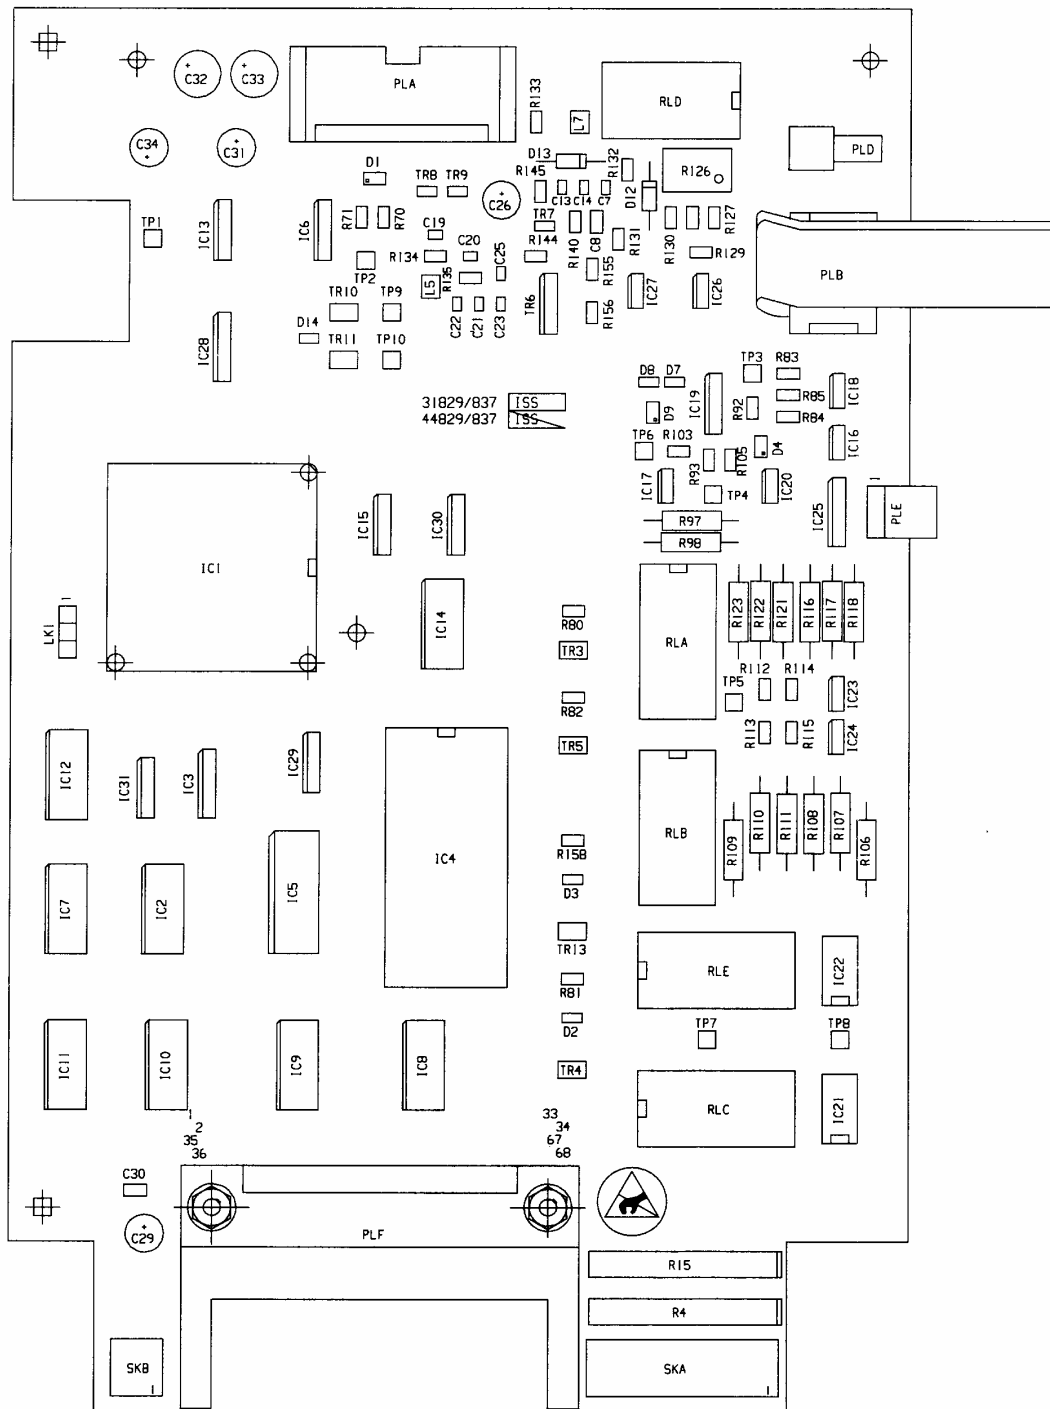 C32
C33
PLA
R133
L7
RLD
C34
C31
D1
TR8
TR9
D13
R132
R126
PLD
R145
C26
C13
C14
C7
D12
R127
TP1
IC13
IC6
R71
R70
C19
TR7
R144
R140
C8
R131
R130
R129
PLB
R134
C20
C25
TP2
L5
R135
R155
TR10
TP9
C22
C21
C23
TR6
R156
IC27
IC26
D14
TR11
TP10
IC28
TP3
R83
D8
D7
IC19
R85
IC18
31829/837 ISS
44829/837 ISS
D9
R92
R84
TP6
R103
D4
IC16
R93
R105
IC17
TP4
IC20
IC25
1
PLE
R97
R98
IC15
IC30
IC1
IC14
1
LK1
R80
TR3
RLA
R123
R122
R121
R116
R117
R118
R112
R114
TP5
IC23
R82
TR5
R113
R115
IC24
IC12
IC31
IC3
IC29
IC4
RLB
R109
R110
R111
R108
R107
R106
R158
D3
IC7
IC2
IC5
TR13
RLE
IC22
R81
D2
TP7
TP8
TR4
IC11
IC10
IC9
IC8
RLC
IC21
1
2
35
36
33
34
67
68
C30
C29
PLF
R15
R4
SKB
1
SKA
1